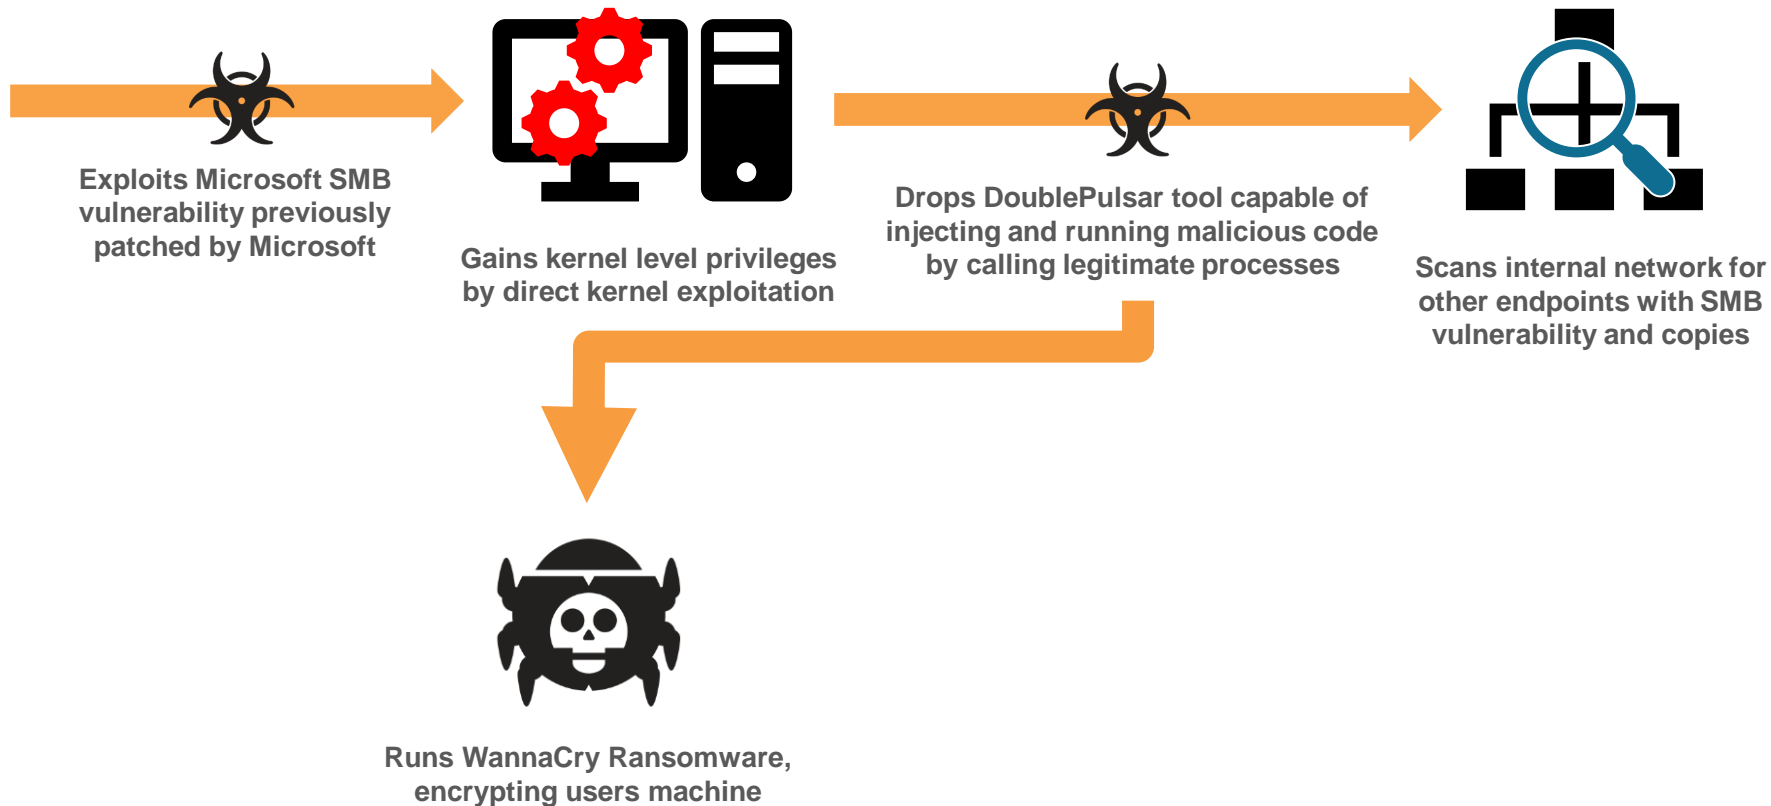 Exploits Microsoft SMB
vulnerability previously
patched by Microsoft
Gains kernel level privileges
by direct kernel exploitation
Drops DoublePulsar tool capable of
injecting and running malicious code
by calling legitimate processes
Scans internal network for
other endpoints with SMB
vulnerability and copies
Runs WannaCry Ransomware,
encrypting users machine